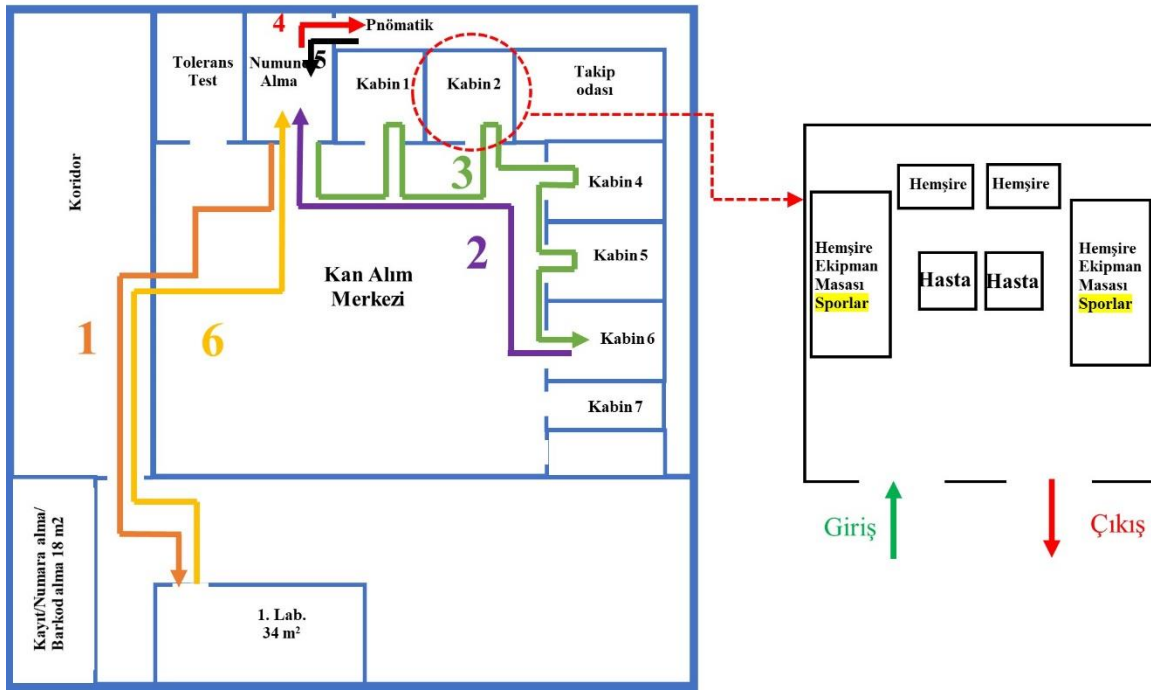 4
Pnömatik
5
Tolerans
Test
Numune
Alma
Kabin 1
Kabin 2
Takip
odası
Koridor
3
Kabin 4
2
Kabin 5
Kan Alım
Merkezi
1
6
Kabin 6
Kabin 7
Kayıt/Numara alma/
Barkod alma 18 m2
1. Lab.
34 m²
Hemşire
Hemşire
Hemşire
Ekipman
Masası
Sporlar
Hasta
Hasta
Hemşire
Ekipman
Masası
Sporlar
Giriş
Çıkış